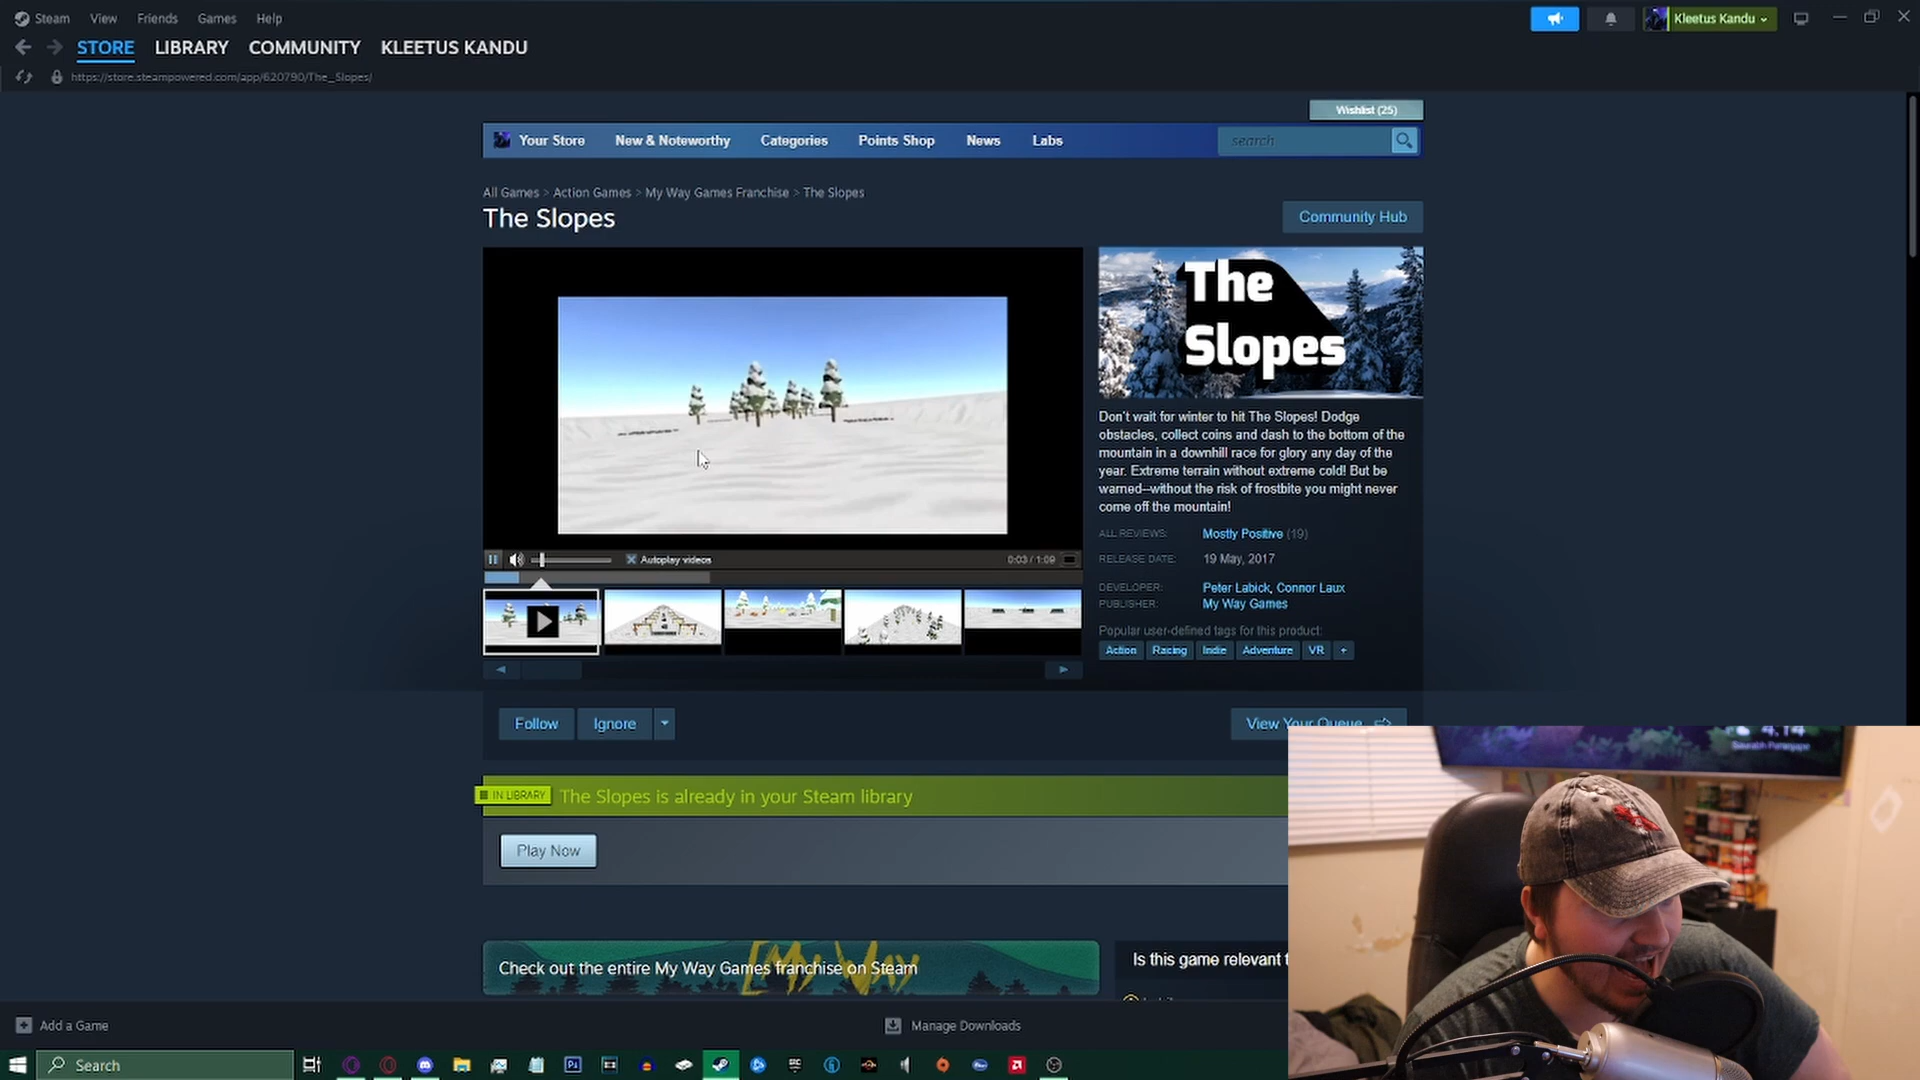 Steam View Friends Games Help
Kleetus Kandu
STORE LIBRARY COMMUNITY KLEETUS KANDU
https://store.steampowered.com/app/620790/The_Slopes/
Wishlist (25)
Your Store New & Noteworthy Categories Points Shop News Labs search
All Games > Action Games > My Way Games Franchise > The Slopes
The Slopes
Community Hub
The
Slopes
Don't wait for winter to hit The Slopes! Dodge
obstacles, collect coins and dash to the bottom of the
mountain in a downhill race for glory any day of the
year. Extreme terrain without extreme cold! But be
warned--without the risk of frostbite you might never
come off the mountain!
ALL REVIEWS: Mostly Positive (19)
RELEASE DATE: 19 May, 2017
DEVELOPER: Peter Labick, Connor Laux
PUBLISHER: My Way Games
Popular user-defined tags for this product:
Action Racing Indie Adventure VR +
Autoplay videos
0:03 / 1:09
Follow Ignore
View Your Queue
IN LIBRARY The Slopes is already in your Steam library
Play Now
My Way
Check out the entire My Way Games franchise on Steam
Is this game relevant t
Add a Game
Manage Downloads
Search
Ps
EPIC